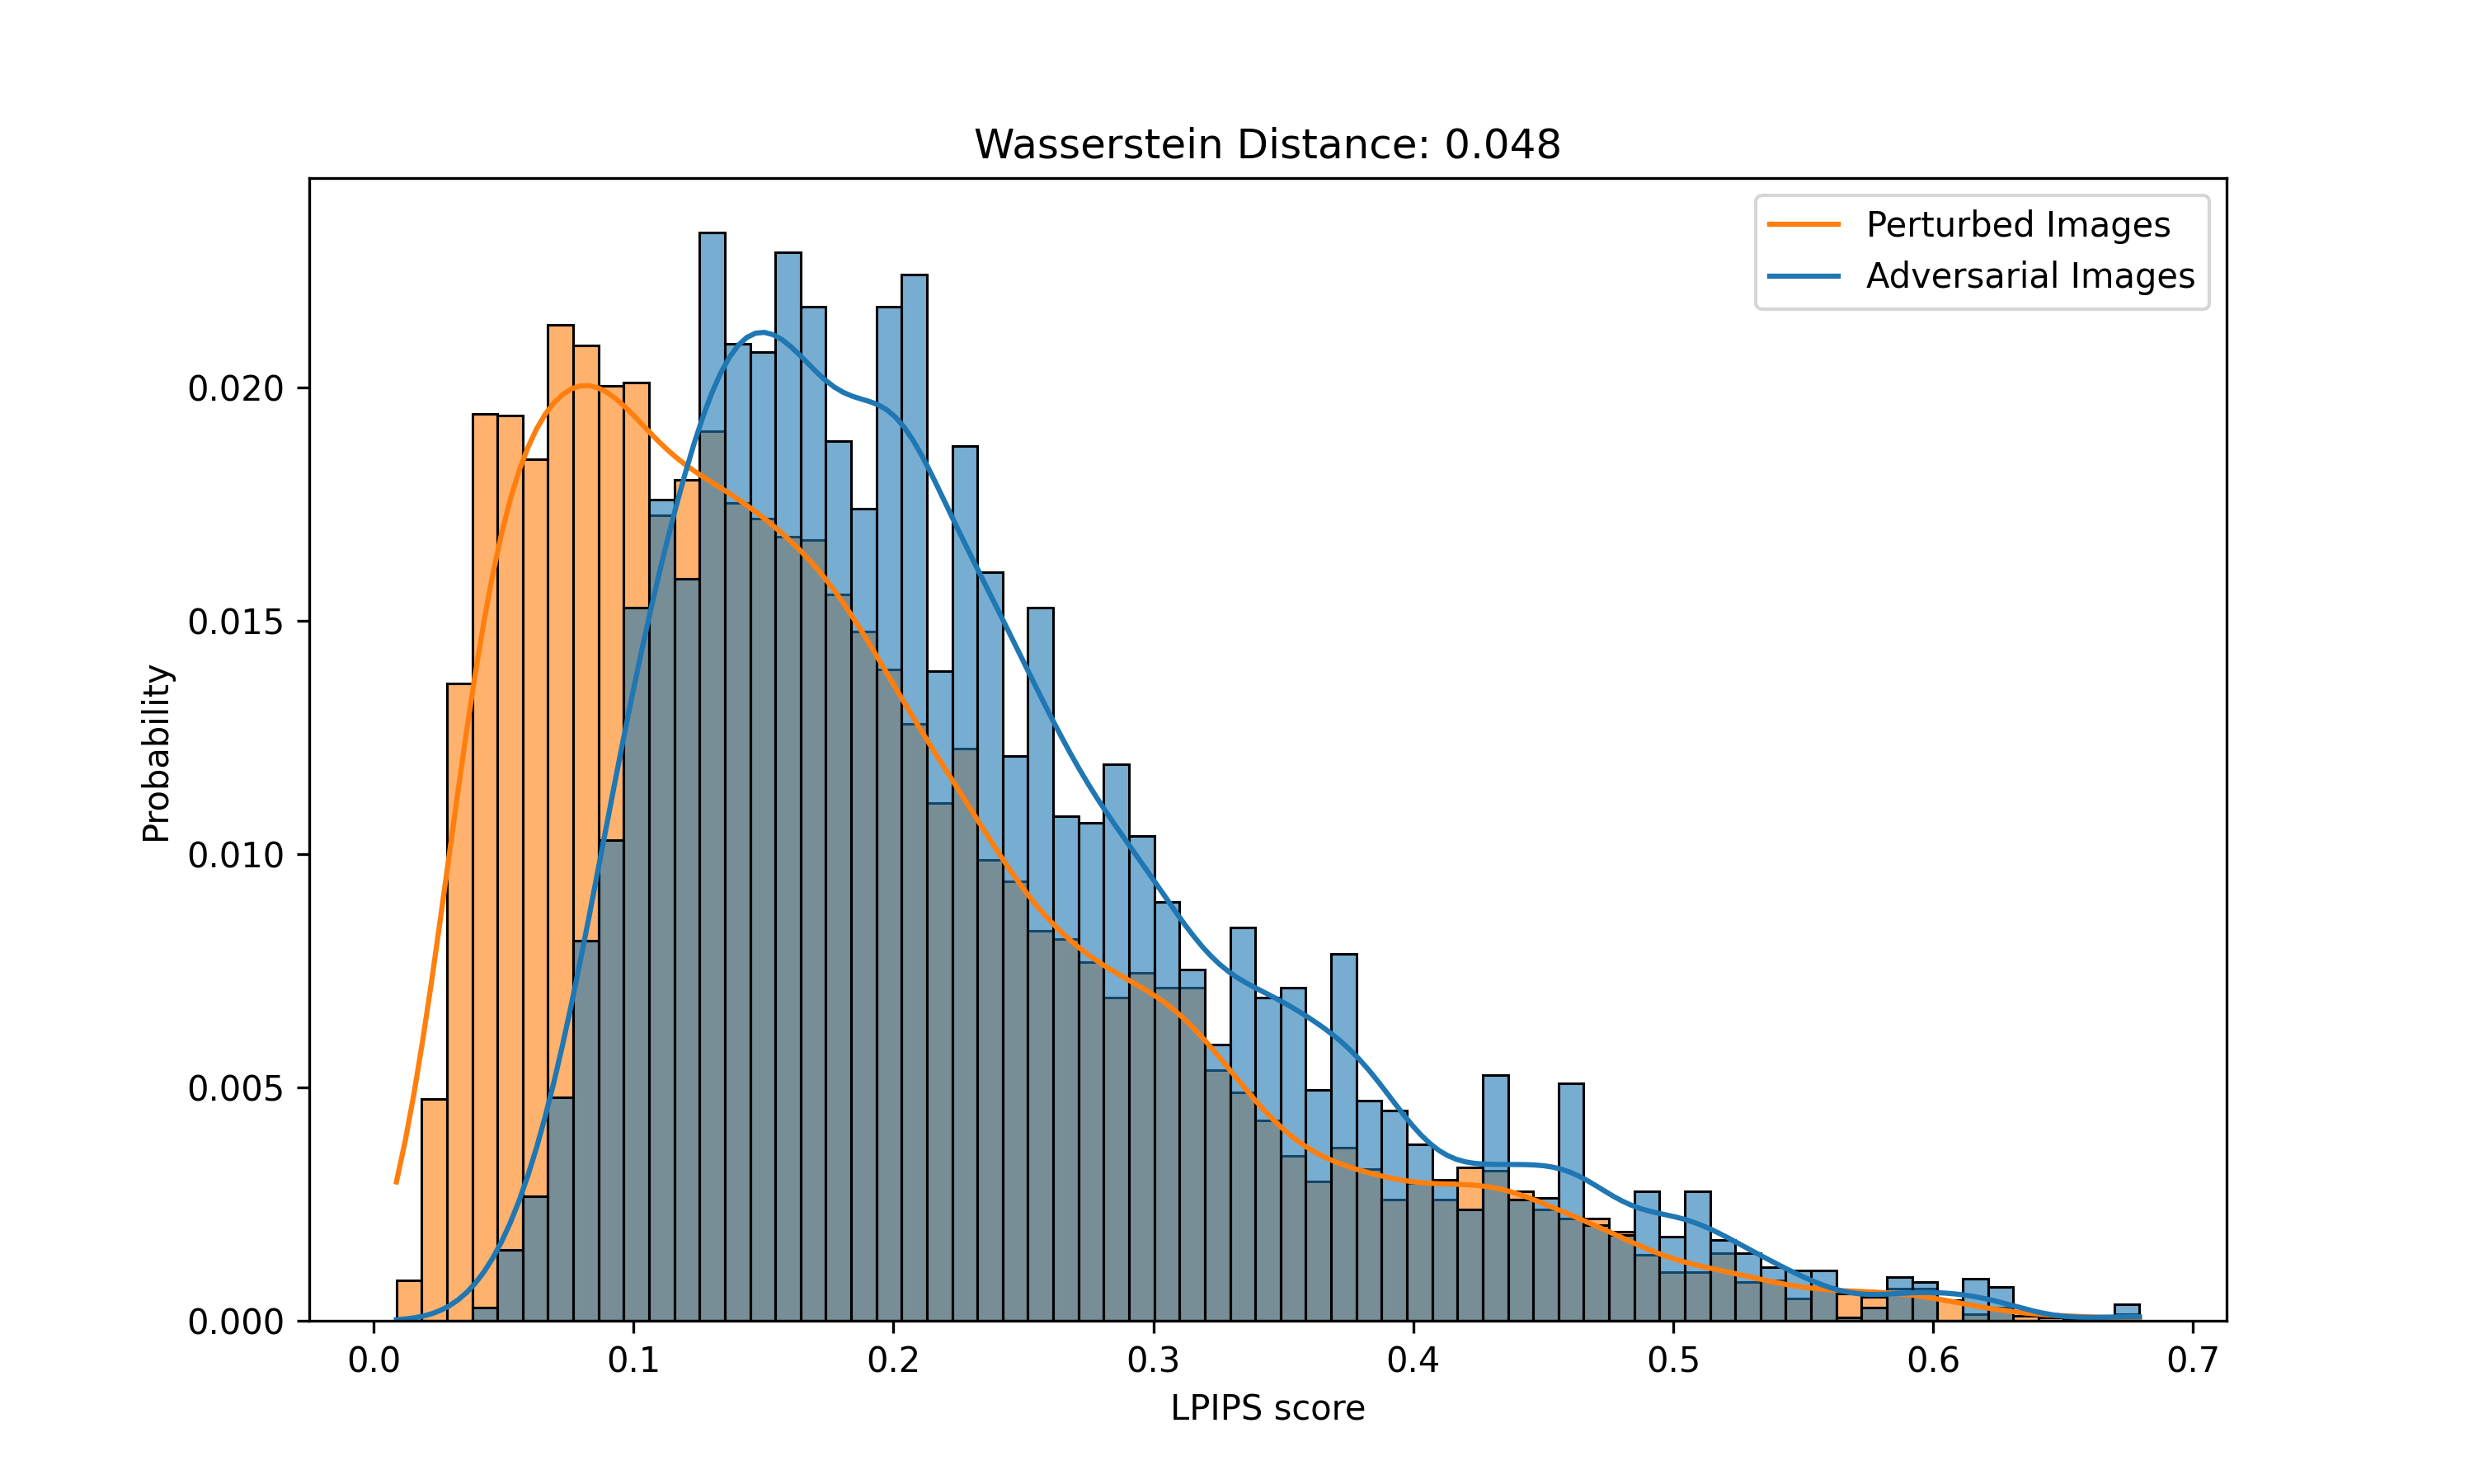 Wasserstein Distance: 0.048
Perturbed Images
Adversarial Images
Probability
0.020
0.015
0.010
0.005
0.000
0.0 0.1 0.2 0.3 0.4 0.5 0.6 0.7
LPIPS score